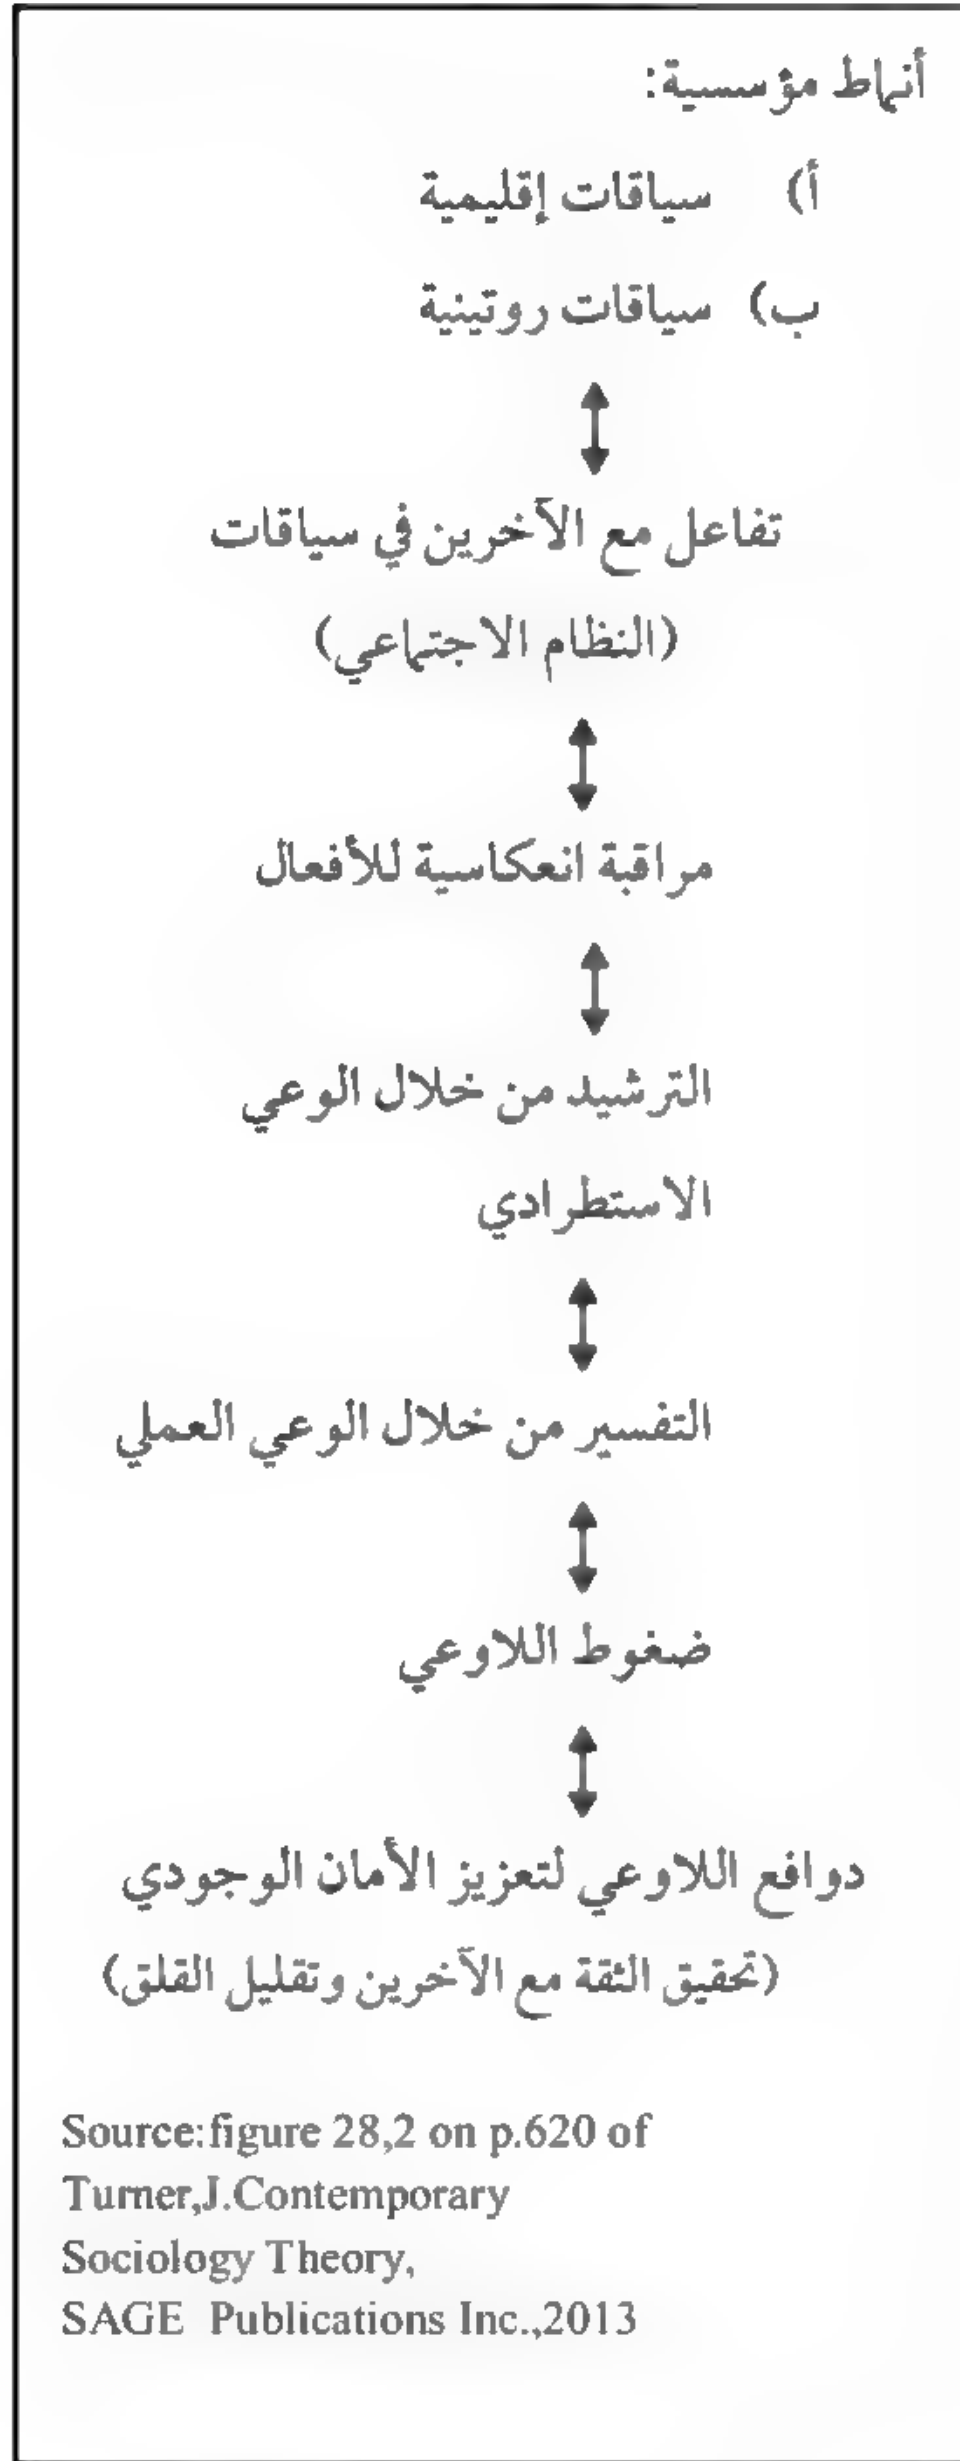 أنماط مؤسسية:
أ) سياقات إقليمية
ب) سياقات روتينية
تفاعل مع الآخرين في سياقات
(النظام الاجتماعي)
مراقبة انعكاسية للأفعال
الترشيد من خلال الوعي
الاستطرادي
التفسير من خلال الوعي العملي
ضغوط اللاوعي
دوافع اللاوعي لتعزيز الأمان الوجودي
(تحقيق الثقة مع الآخرين وتقليل القلق)
Source:figure 28,2 on p.620 of
Turner,J.Contemporary
Sociology Theory,
SAGE Publications Inc.,2013